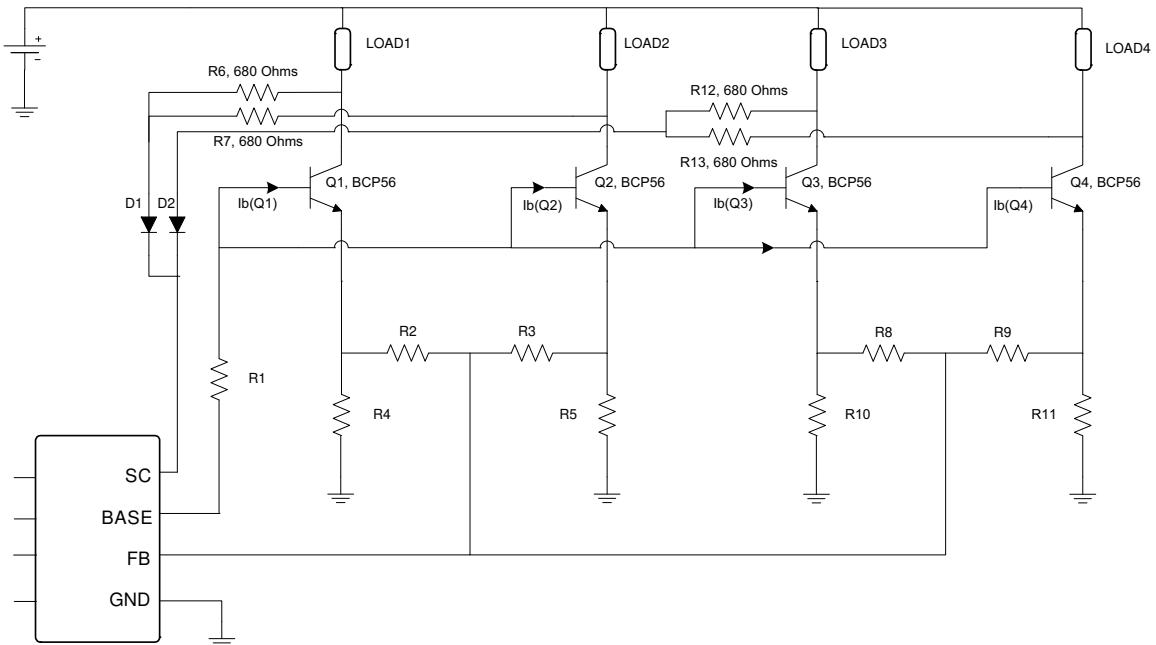 LOAD1
LOAD2
LOAD3
LOAD4
+
-
R6, 680 Ohms
R7, 680 Ohms
R12, 680 Ohms
R13, 680 Ohms
Q1, BCP56
Q2, BCP56
Q3, BCP56
Q4, BCP56
D1
D2
Ib(Q1)
Ib(Q2)
Ib(Q3)
Ib(Q4)
R2
R3
R8
R9
R1
R4
R5
R10
R11
SC
BASE
FB
GND